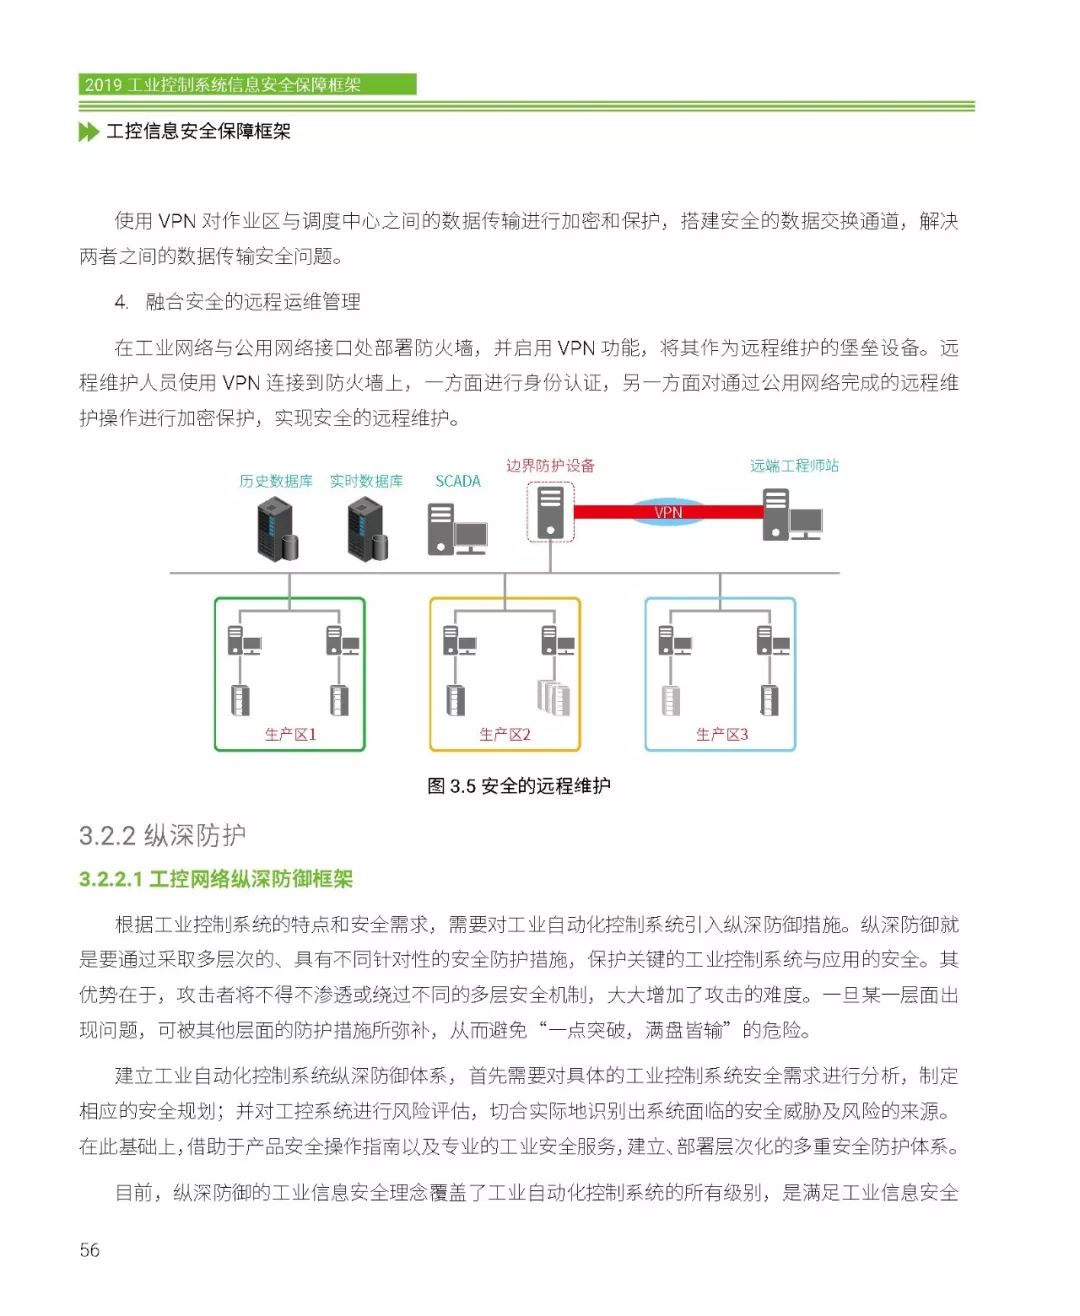 2019 工业控制系统信息安全保障框架
工控信息安全保障框架
使用 VPN 对作业区与调度中心之间的数据传输进行加密和保护，搭建安全的数据交换通道，解决
两者之间的数据传输安全问题。
4. 融合安全的远程运维管理
在工业网络与公用网络接口处部署防火墙，并启用 VPN 功能，将其作为远程维护的堡垒设备。远
程维护人员使用 VPN 连接到防火墙上，一方面进行身份认证，另一方面对通过公用网络完成的远程维
护操作进行加密保护，实现安全的远程维护。
历史数据库 实时数据库 SCADA 边界防护设备 远端工程师站
VPN
生产区1 生产区2 生产区3
图 3.5 安全的远程维护
3.2.2 纵深防护
3.2.2.1 工控网络纵深防御框架
根据工业控制系统的特点和安全需求，需要对工业自动化控制系统引入纵深防御措施。纵深防御就
是要通过采取多层次的、具有不同针对性的安全防护措施，保护关键的工业控制系统与应用的安全。其
优势在于，攻击者将不得不渗透或绕过不同的多层安全机制，大大增加了攻击的难度。一旦某一层面出
现问题，可被其他层面的防护措施所弥补，从而避免“一点突破，满盘皆输”的危险。
建立工业自动化控制系统纵深防御体系，首先需要对具体的工业控制系统安全需求进行分析，制定
相应的安全规划；并对工控系统进行风险评估，切合实际地识别出系统面临的安全威胁及风险的来源。
在此基础上，借助于产品安全操作指南以及专业的工业安全服务，建立、部署层次化的多重安全防护体系。
目前，纵深防御的工业信息安全理念覆盖了工业自动化控制系统的所有级别，是满足工业信息安全
56